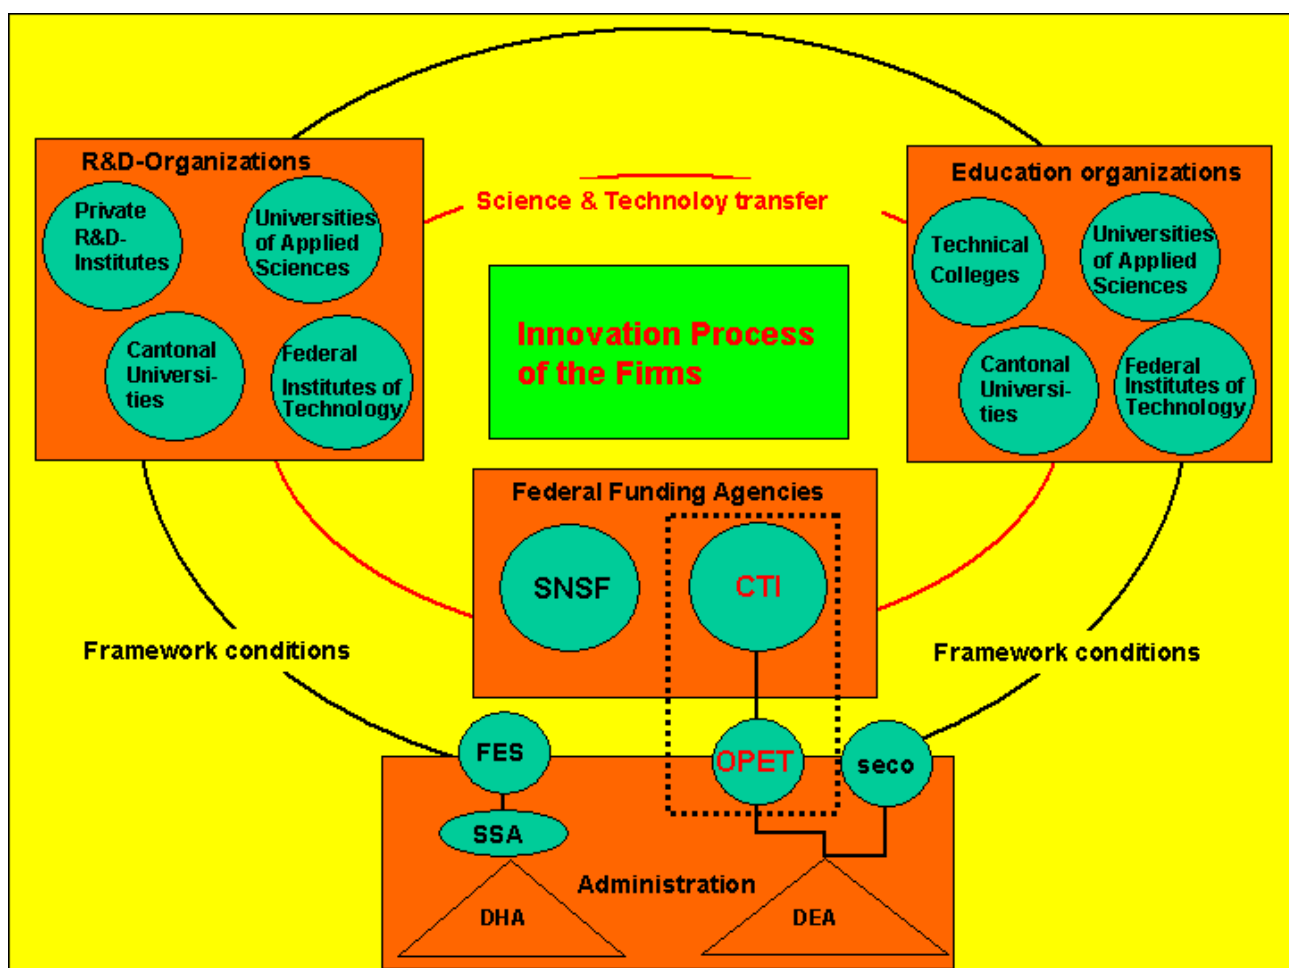 R&D-Organizations
Private
R&D-
Institutes
Universities
of Applied
Sciences
Cantonal
Universi-
ties
Federal
Institutes of
Technology
Science & Technoloy transfer
Education organizations
Technical
Colleges
Universities
of Applied
Sciences
Cantonal
Universi-
ties
Federal
Institutes of
Technology
Innovation Process
of the Firms
Federal Funding Agencies
SNSF
CTI
Framework conditions
Framework conditions
FES
OPET
seco
SSA
Administration
DHA
DEA